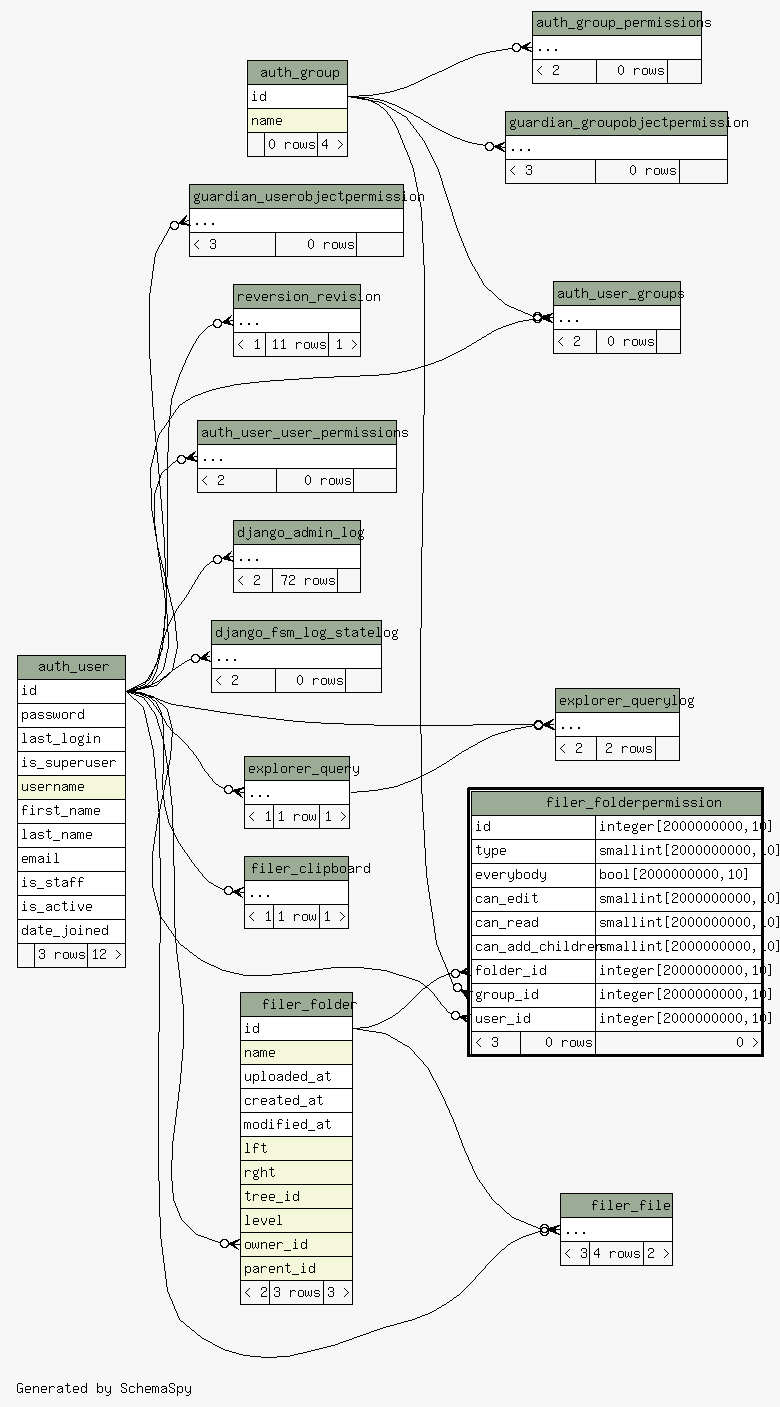 auth_group_permissions
...
< 2 0 rows
auth_group
id
name
0 rows 4 >
guardian_groupobjectpermission
...
< 3 0 rows
guardian_userobjectpermission
...
< 3 0 rows
reversion_revision
...
< 1 11 rows 1 >
auth_user_groups
...
< 2 0 rows
auth_user_user_permissions
...
< 2 0 rows
django_admin_log
...
< 2 72 rows
django_fsm_log_statelog
...
< 2 0 rows
auth_user
id
password
last_login
is_superuser
username
first_name
last_name
email
is_staff
is_active
date_joined
3 rows 12 >
explorer_querylog
...
< 2 2 rows
explorer_query
...
< 1 1 row 1 >
filer_clipboard
...
< 1 1 row 1 >
filer_folderpermission
id integer[2000000000,10]
type smallint[2000000000,10]
everybody bool[2000000000,10]
can_edit smallint[2000000000,10]
can_read smallint[2000000000,10]
can_add_children smallint[2000000000,10]
folder_id integer[2000000000,10]
group_id integer[2000000000,10]
user_id integer[2000000000,10]
< 3 0 rows 0 >
filer_folder
id
name
uploaded_at
created_at
modified_at
lft
rght
tree_id
level
owner_id
parent_id
< 2 3 rows 3 >
filer_file
...
< 3 4 rows 2 >
Generated by SchemaSpy